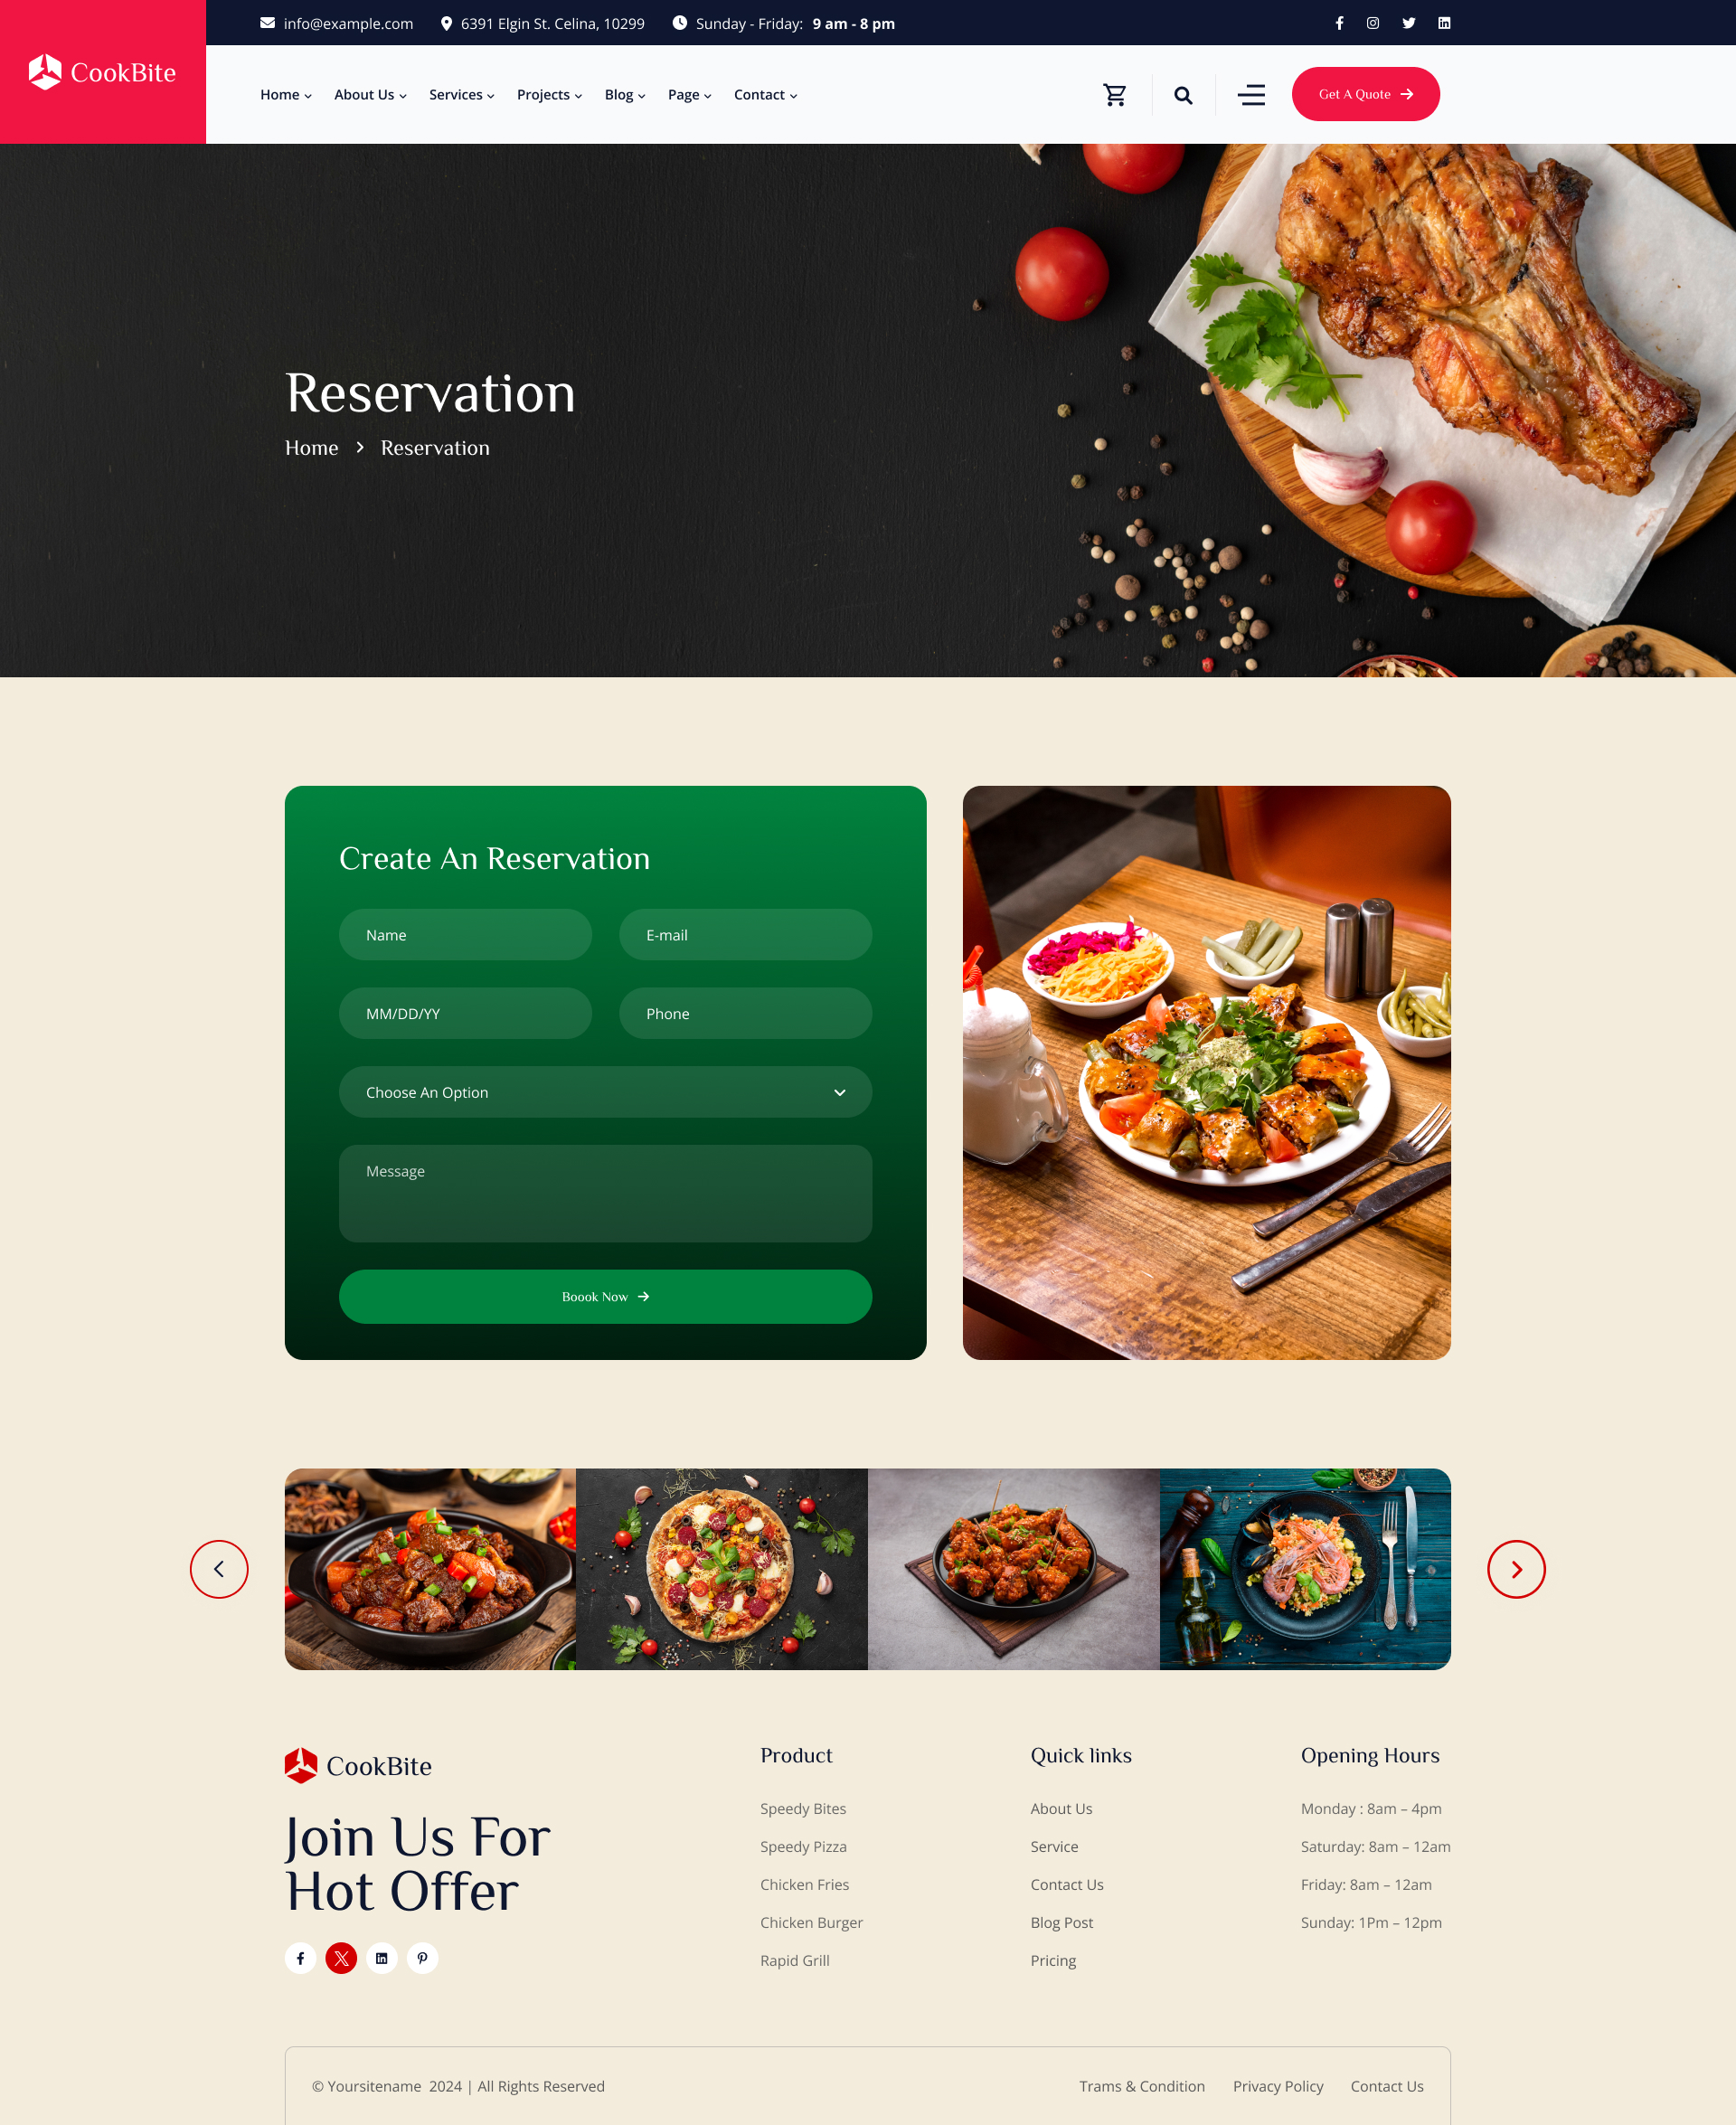 info@example.com 6391 Elgin St. Celina, 10299 Sunday - Friday: 9 am - 8 pm
CookBite
Home About Us Services Projects Blog Page Contact Get A Quote
Reservation
Home > Reservation
Create An Reservation
Name E-mail
MM/DD/YY Phone
Choose An Option
Message
Boook Now
CookBite
Join Us For
Hot Offer
Product
Speedy Bites
Speedy Pizza
Chicken Fries
Chicken Burger
Rapid Grill
Quick links
About Us
Service
Contact Us
Blog Post
Pricing
Opening Hours
Monday : 8am – 4pm
Saturday: 8am – 12am
Friday: 8am – 12am
Sunday: 1Pm – 12pm
© Yoursitename 2024 | All Rights Reserved Trams & Condition Privacy Policy Contact Us